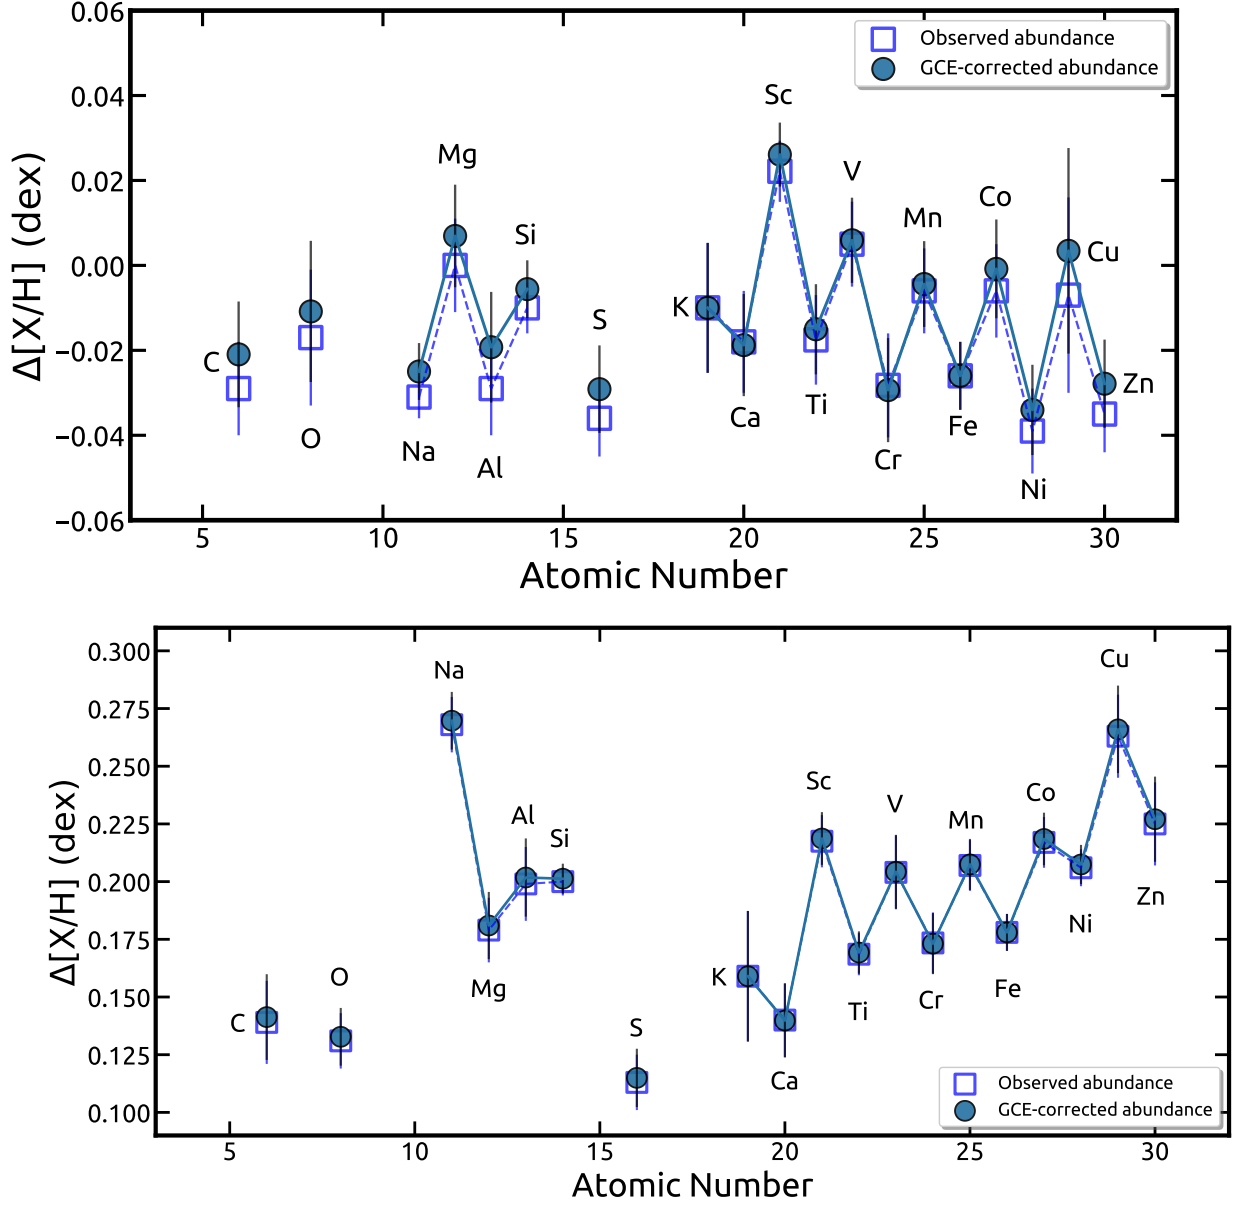 0.06
0.04
0.02
0.00
−0.02
−0.04
−0.06
Δ[X/H] (dex)
Observed abundance
GCE-corrected abundance
C
O
Na
Mg
Al
Si
S
K
Ca
Sc
Ti
V
Cr
Mn
Fe
Co
Ni
Cu
Zn
5
10
15
20
25
30
Atomic Number
0.300
0.275
0.250
0.225
0.200
0.175
0.150
0.125
0.100
Δ[X/H] (dex)
C
O
Na
Mg
Al
Si
S
K
Ca
Sc
Ti
V
Cr
Mn
Fe
Co
Ni
Cu
Zn
Observed abundance
GCE-corrected abundance
5
10
15
20
25
30
Atomic Number